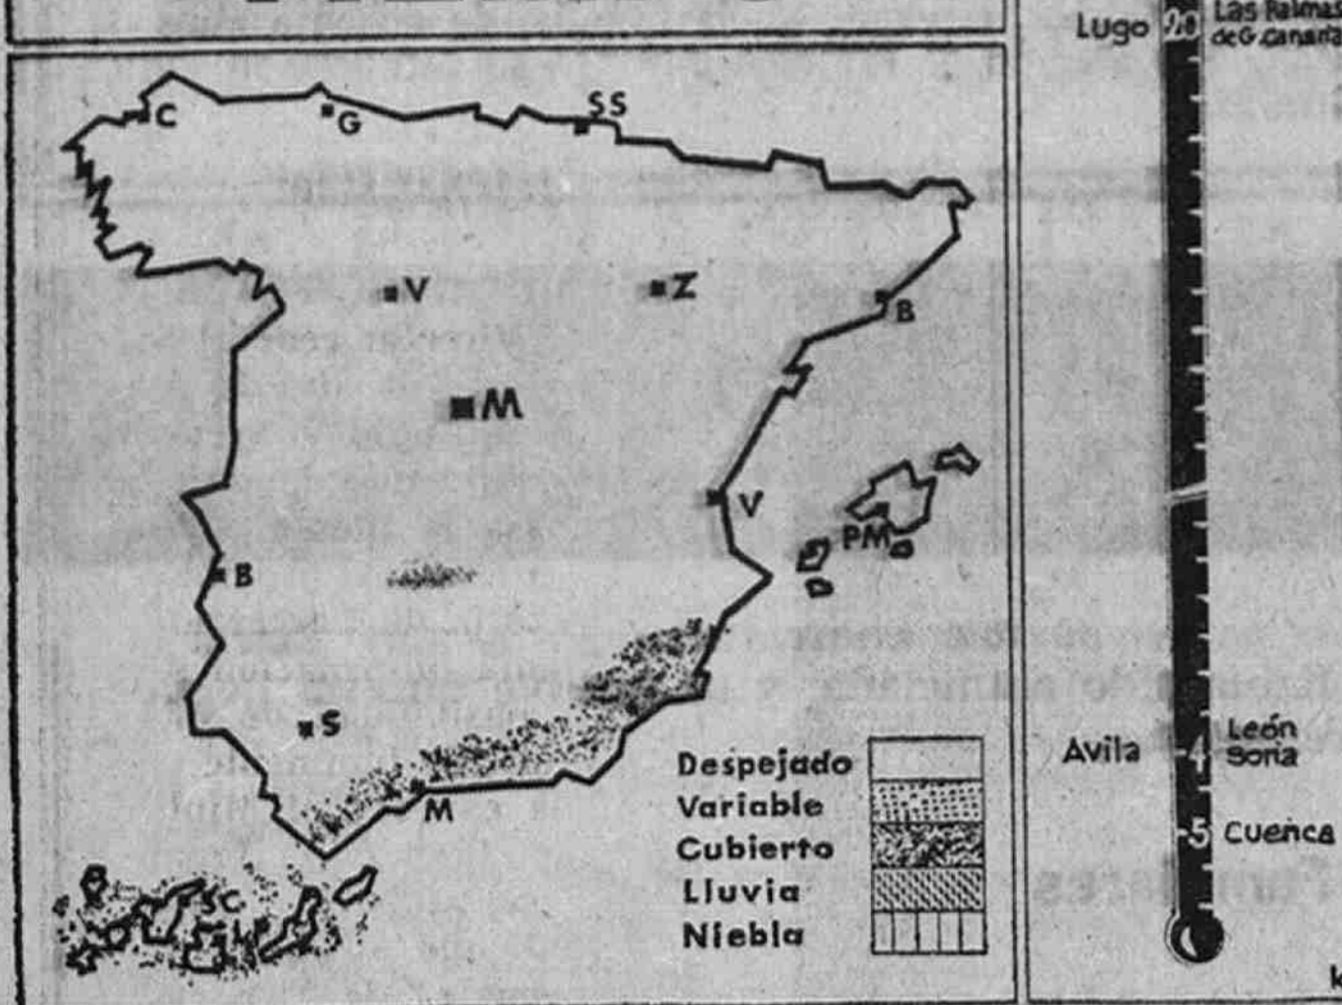 C
G
SS
V
Z
B
M
V
PM
B
S
M
SC
Despejado
Variable
Cubierto
Lluvia
Niebla
Lugo 20 Las Palmas
de G. Canaria
Avila -4 León
Soria
-5 Cuenca